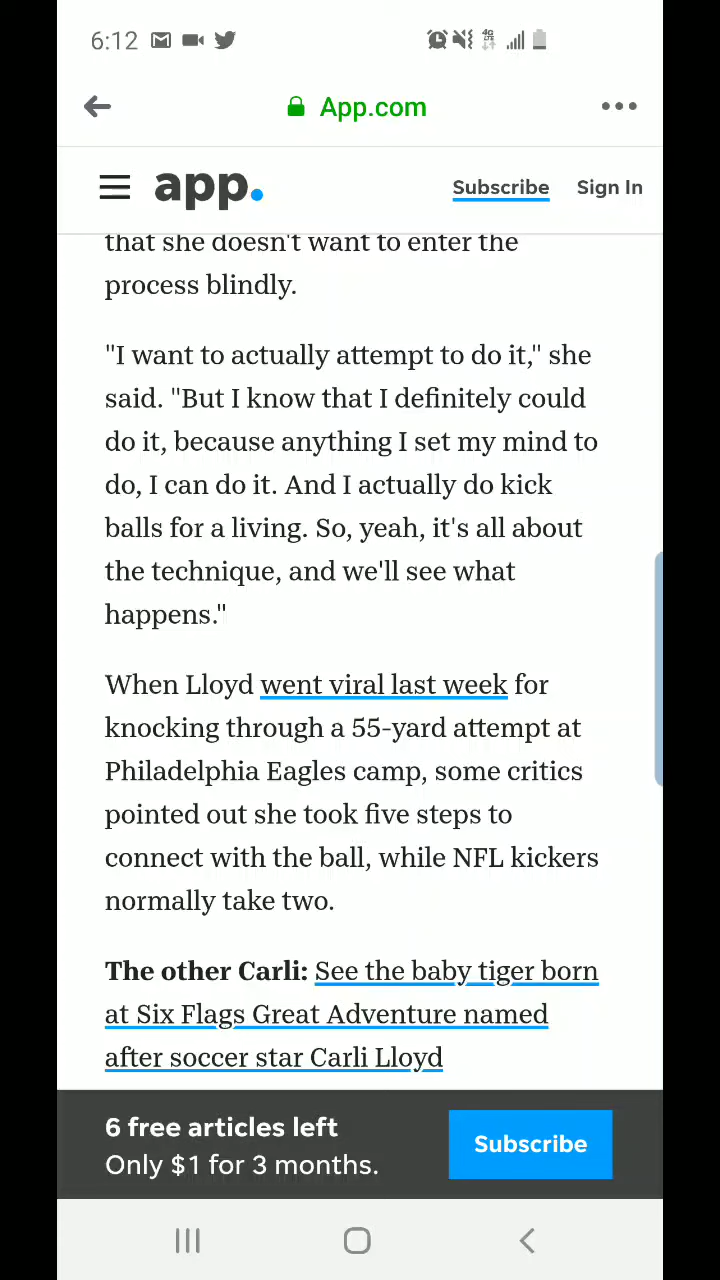 6:12
4G LTE
App.com
app.
Subscribe
Sign In
that she doesn't want to enter the
process blindly.
"I want to actually attempt to do it," she
said. "But I know that I definitely could
do it, because anything I set my mind to
do, I can do it. And I actually do kick
balls for a living. So, yeah, it's all about
the technique, and we'll see what
happens."
When Lloyd went viral last week for
knocking through a 55-yard attempt at
Philadelphia Eagles camp, some critics
pointed out she took five steps to
connect with the ball, while NFL kickers
normally take two.
The other Carli: See the baby tiger born
at Six Flags Great Adventure named
after soccer star Carli Lloyd
6 free articles left
Only $1 for 3 months.
Subscribe